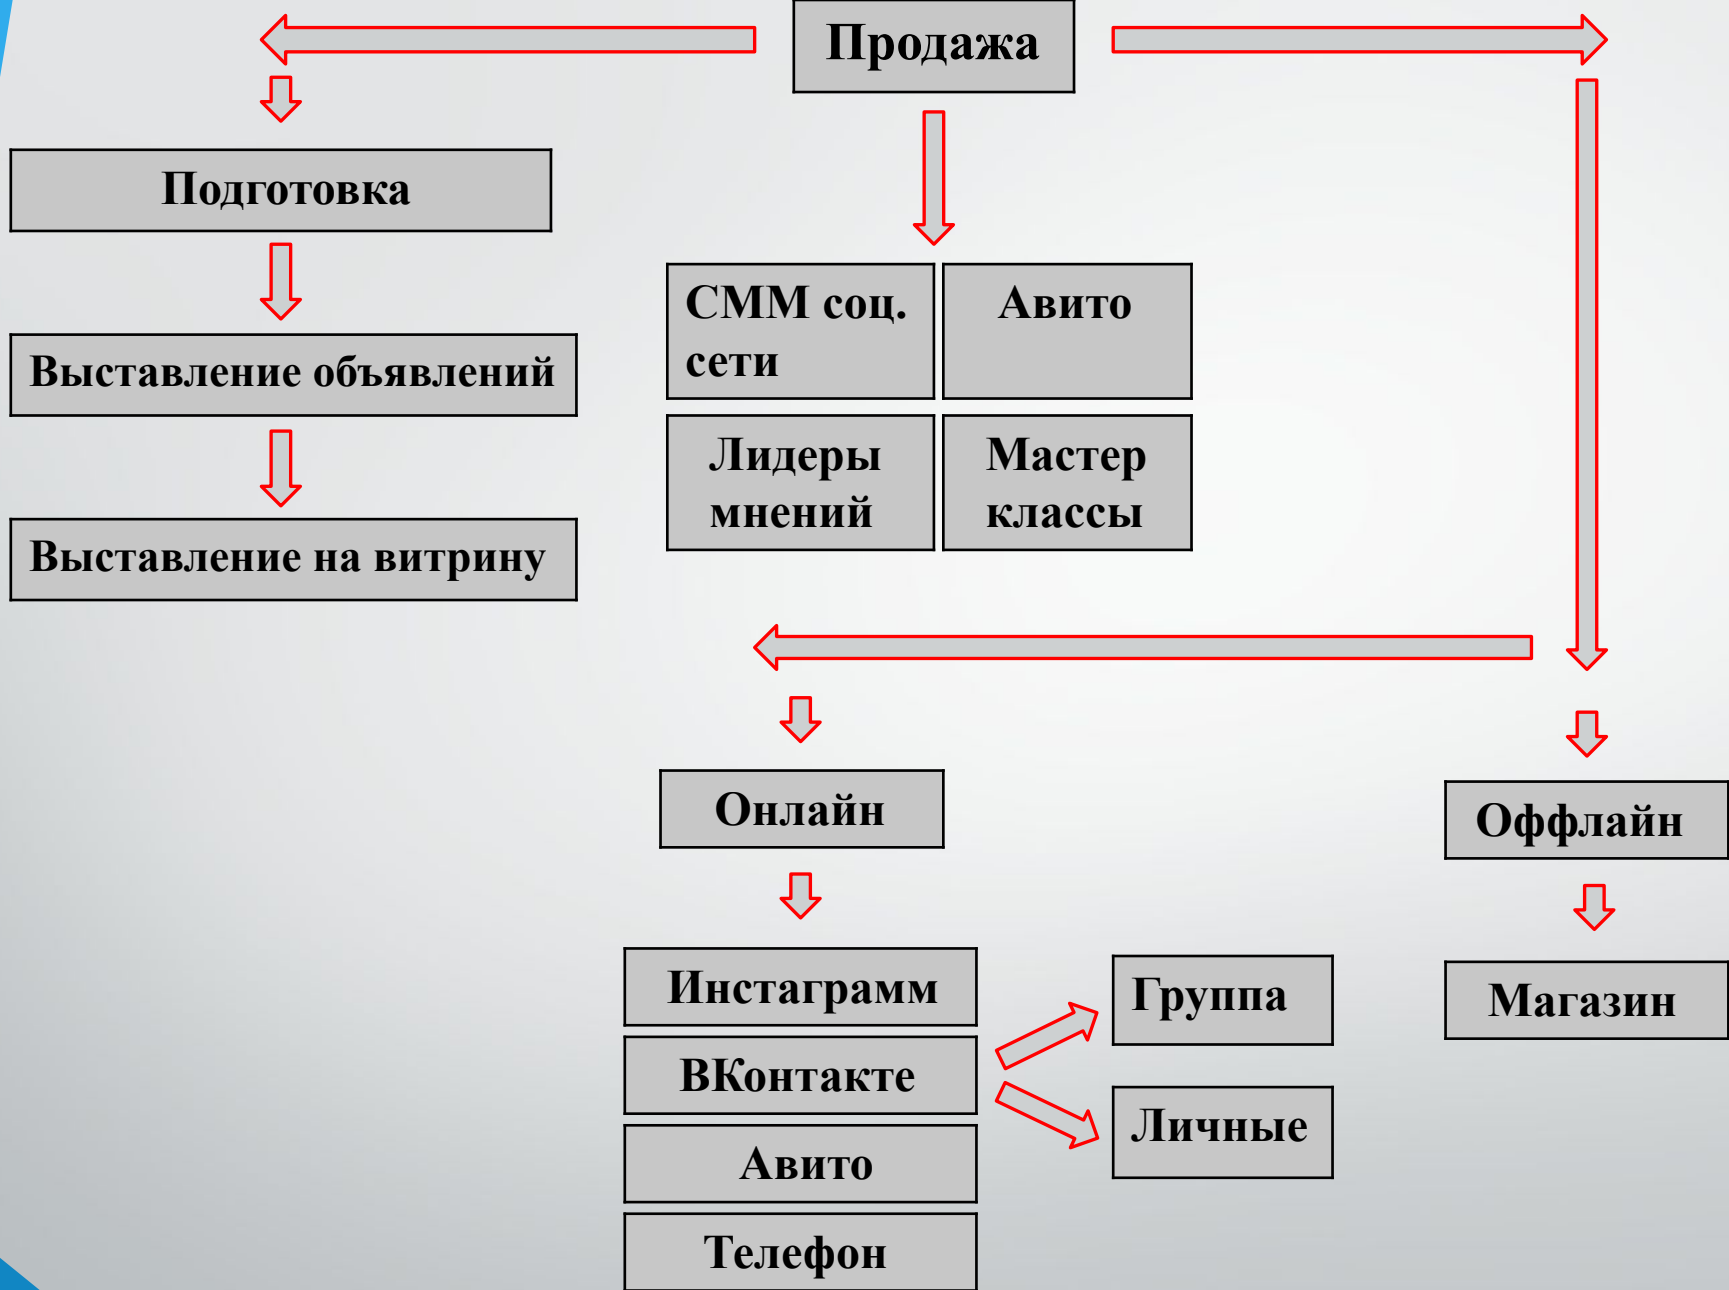 Продажа
Подготовка
Выставление объявлений
Выставление на витрину
СММ соц.
сети
Авито
Лидеры
мнений
Мастер
классы
Онлайн
Оффлайн
Инстаграмм
ВКонтакте
Авито
Телефон
Группа
Личные
Магазин